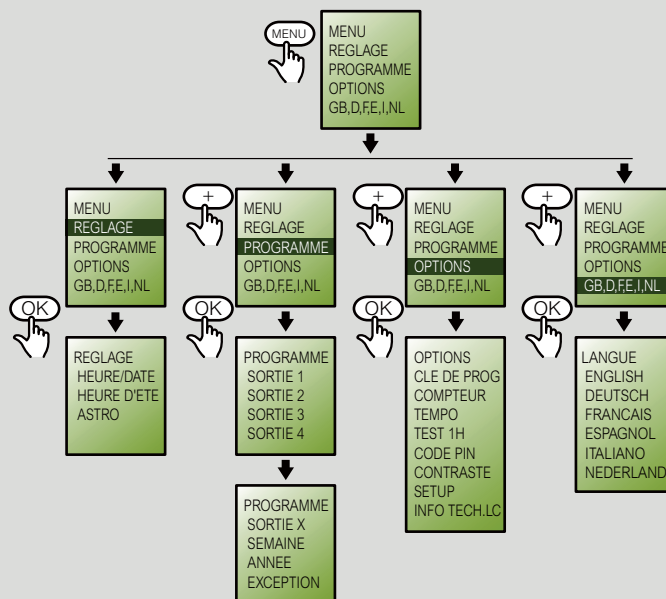 MENU
MENU
REGLAGE
PROGRAMME
OPTIONS
GB,D,F,E,I,NL
MENU
REGLAGE
PROGRAMME
OPTIONS
GB,D,F,E,I,NL
OK
REGLAGE
HEURE/DATE
HEURE D'ETE
ASTRO
+
MENU
REGLAGE
PROGRAMME
OPTIONS
GB,D,F,E,I,NL
OK
PROGRAMME
SORTIE 1
SORTIE 2
SORTIE 3
SORTIE 4
PROGRAMME
SORTIE X
SEMAINE
ANNEE
EXCEPTION
+
MENU
REGLAGE
PROGRAMME
OPTIONS
GB,D,F,E,I,NL
OK
OPTIONS
CLE DE PROG
COMPTEUR
TEMPO
TEST 1H
CODE PIN
CONTRASTE
SETUP
INFO TECH.LC
+
MENU
REGLAGE
PROGRAMME
OPTIONS
GB,D,F,E,I,NL
OK
LANGUE
ENGLISH
DEUTSCH
FRANCAIS
ESPAGNOL
ITALIANO
NEDERLAND